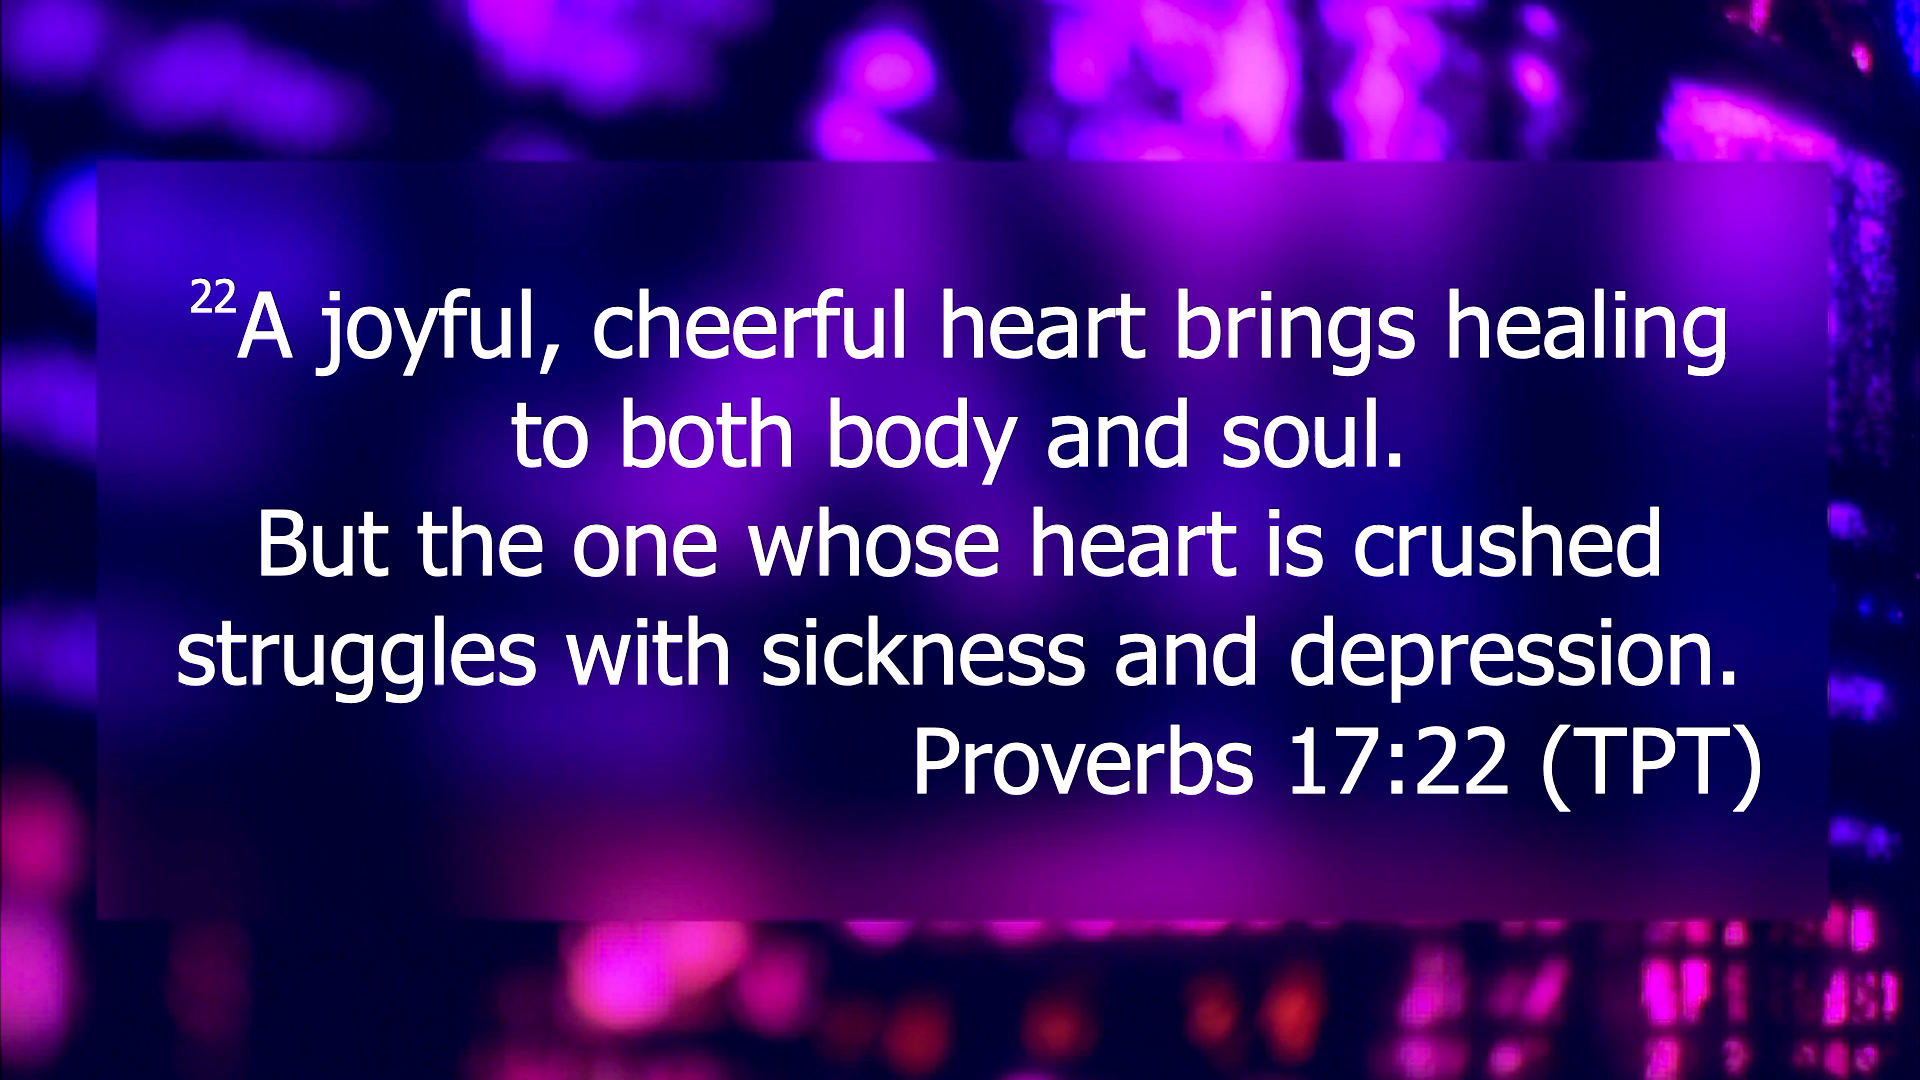 22A joyful, cheerful heart brings healing
to both body and soul.
But the one whose heart is crushed
struggles with sickness and depression.
Proverbs 17:22 (TPT)